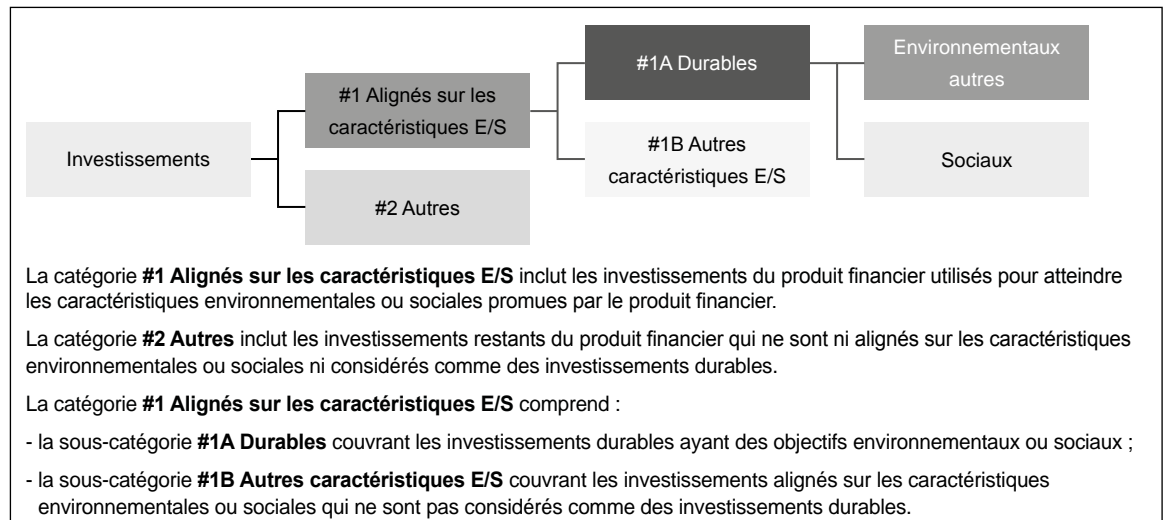 Investissements
#1 Alignés sur les
caractéristiques E/S
#2 Autres
#1A Durables
#1B Autres
caractéristiques E/S
Environnementaux
autres
Sociaux
La catégorie #1 Alignés sur les caractéristiques E/S inclut les investissements du produit financier utilisés pour atteindre
les caractéristiques environnementales ou sociales promues par le produit financier.
La catégorie #2 Autres inclut les investissements restants du produit financier qui ne sont ni alignés sur les caractéristiques
environnementales ou sociales ni considérés comme des investissements durables.
La catégorie #1 Alignés sur les caractéristiques E/S comprend :
- la sous-catégorie #1A Durables couvrant les investissements durables ayant des objectifs environnementaux ou sociaux ;
- la sous-catégorie #1B Autres caractéristiques E/S couvrant les investissements alignés sur les caractéristiques
environnementales ou sociales qui ne sont pas considérés comme des investissements durables.